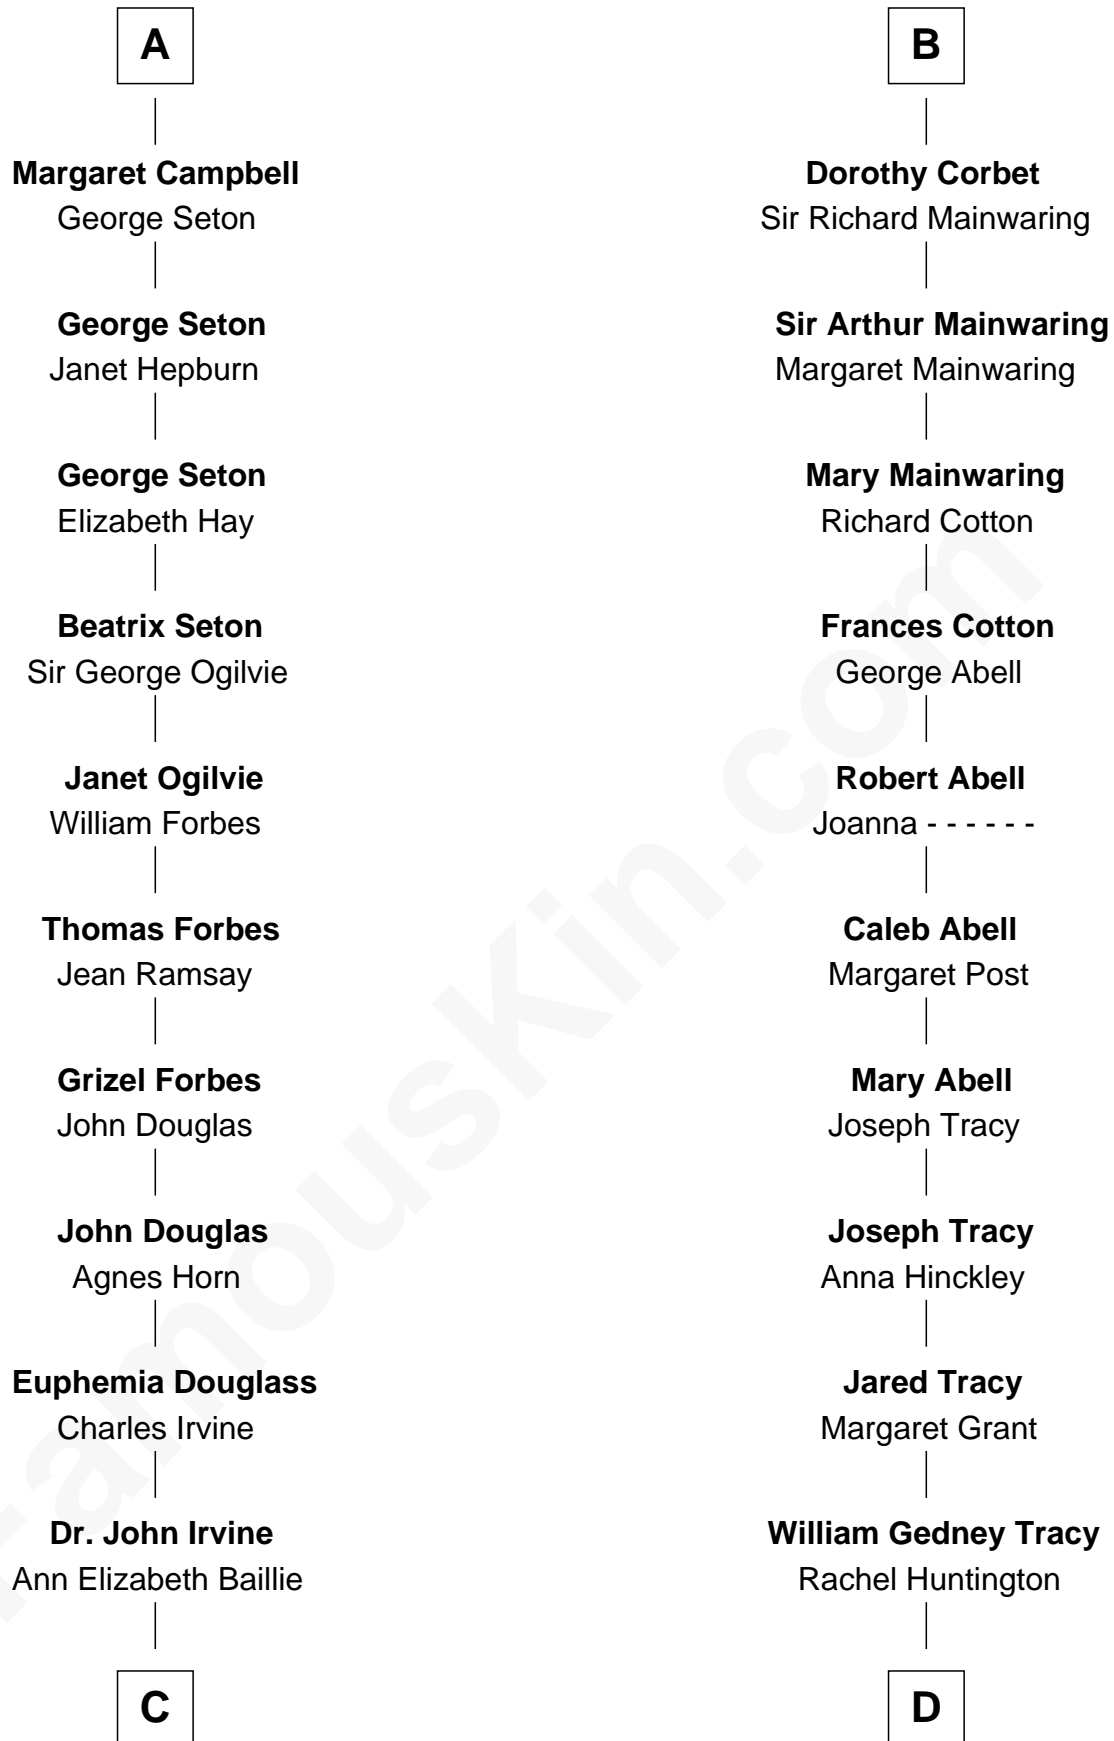 A
Margaret Campbell
George Seton
George Seton
Janet Hepburn
George Seton
Elizabeth Hay
Beatrix Seton
Sir George Ogilvie
Janet Ogilvie
William Forbes
Thomas Forbes
Jean Ramsay
Grizel Forbes
John Douglas
John Douglas
Agnes Horn
Euphemia Douglass
Charles Irvine
Dr. John Irvine
Ann Elizabeth Baillie
C
B
Dorothy Corbet
Sir Richard Mainwaring
Sir Arthur Mainwaring
Margaret Mainwaring
Mary Mainwaring
Richard Cotton
Frances Cotton
George Abell
Robert Abell
Joanna - - - - - -
Caleb Abell
Margaret Post
Mary Abell
Joseph Tracy
Joseph Tracy
Anna Hinckley
Jared Tracy
Margaret Grant
William Gedney Tracy
Rachel Huntington
D
FamousKin.com